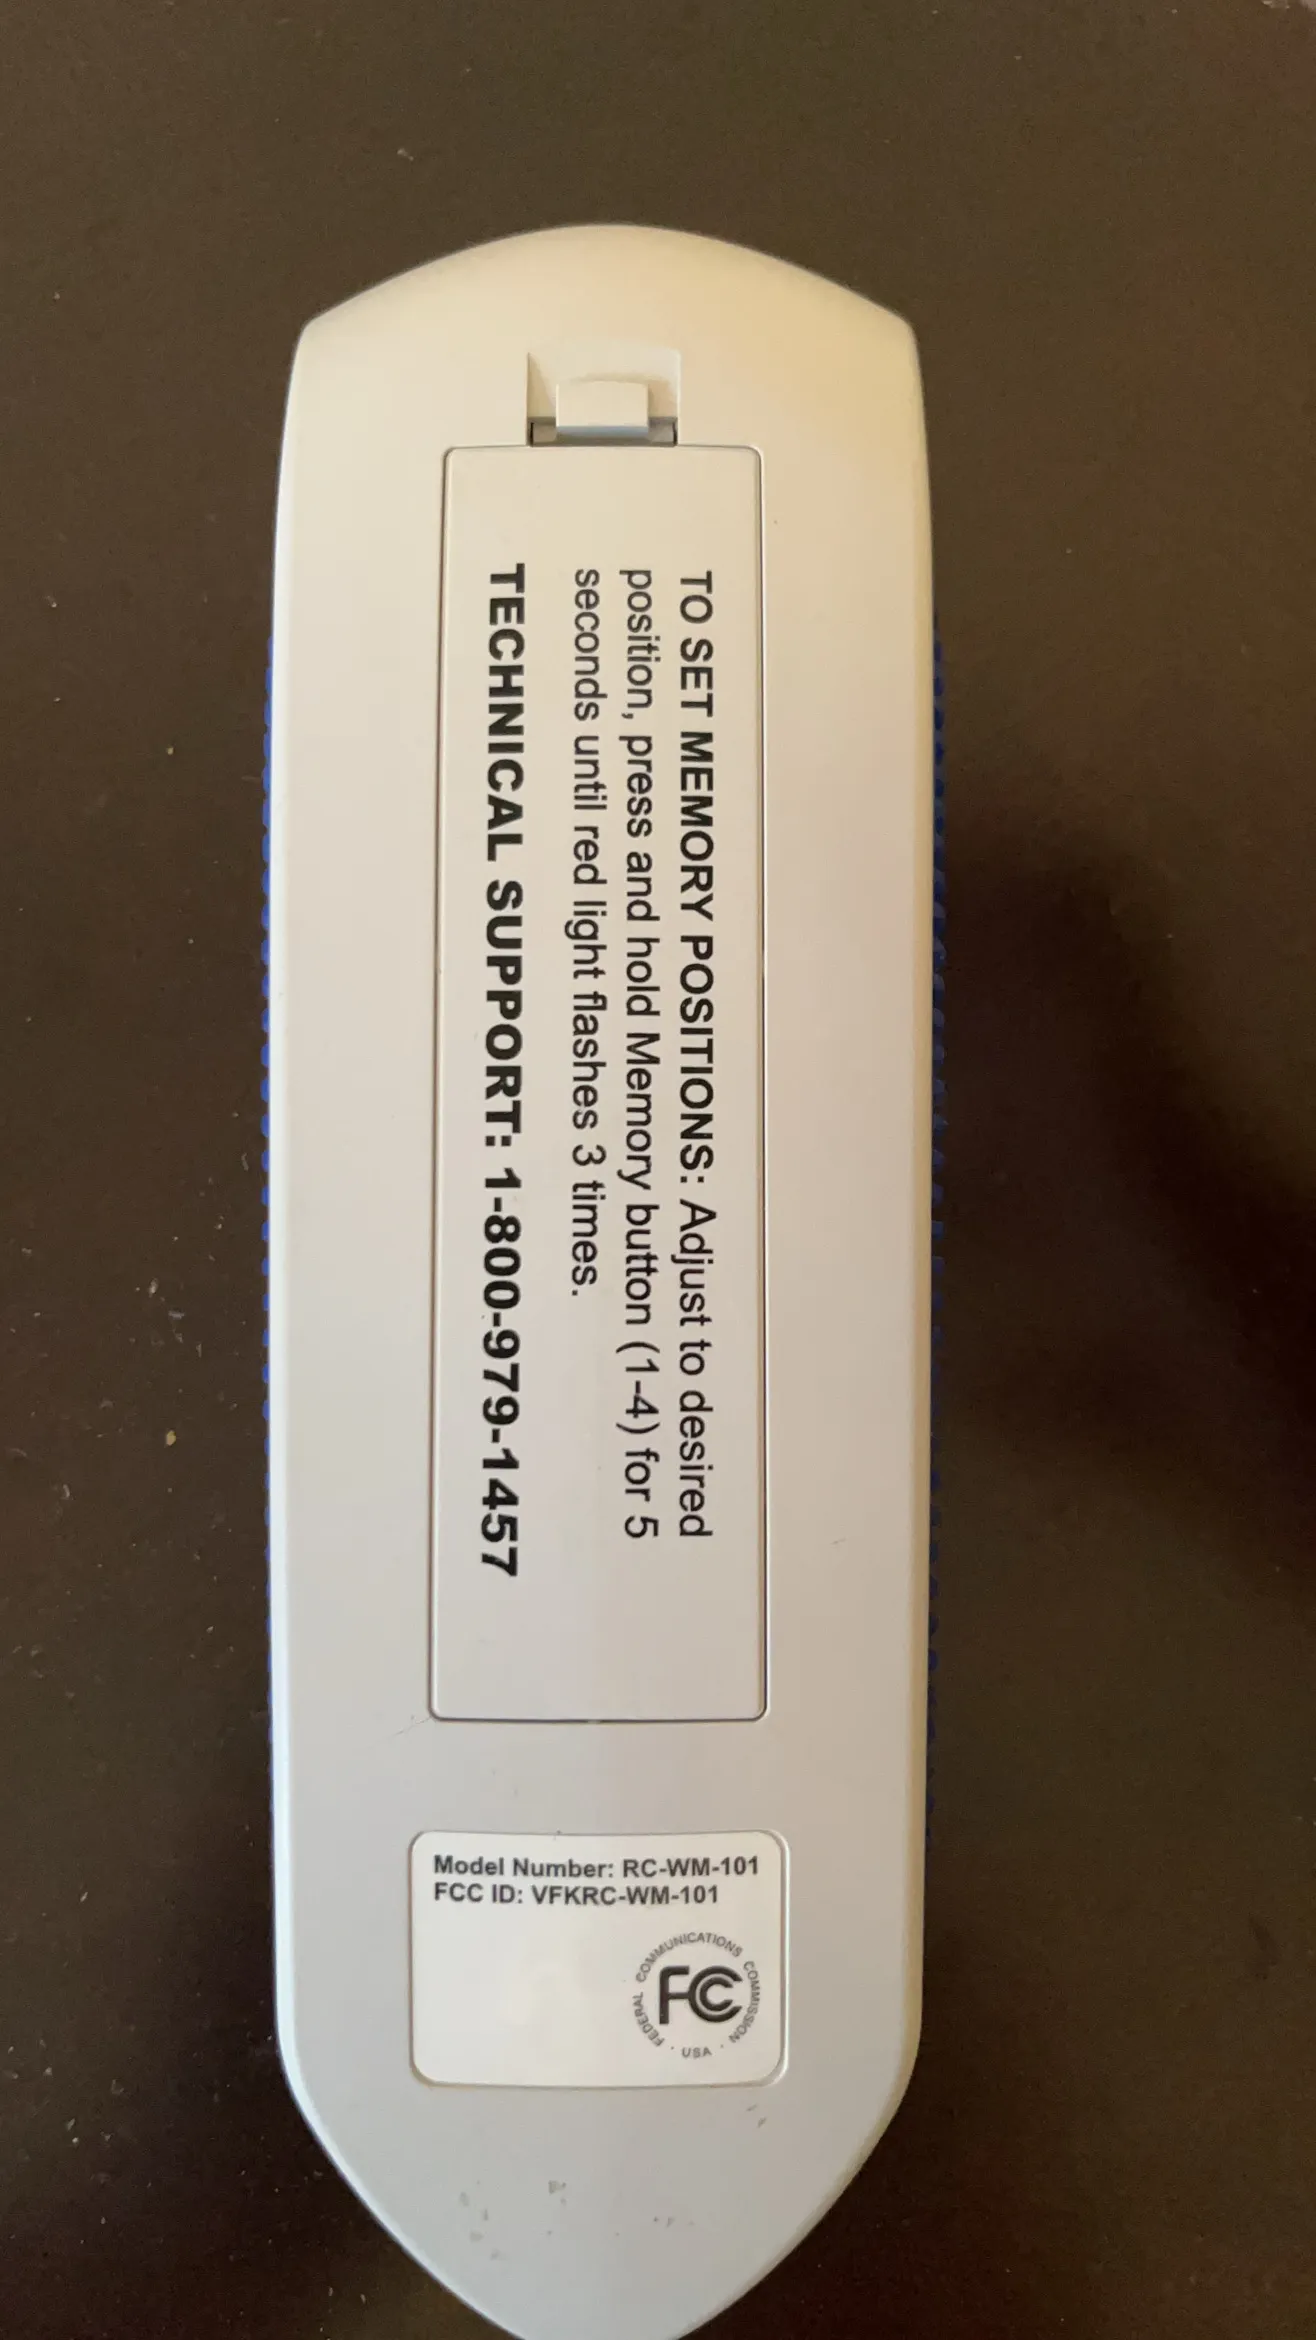 TO SET MEMORY POSITIONS: Adjust to desired
position, press and hold Memory button (1-4) for 5
seconds until red light flashes 3 times.
TECHNICAL SUPPORT: 1-800-979-1457
Model Number: RC-WM-101
FCC ID: VFKRC-WM-101
FEDERAL COMMUNICATIONS COMMISSION · USA ·
FC